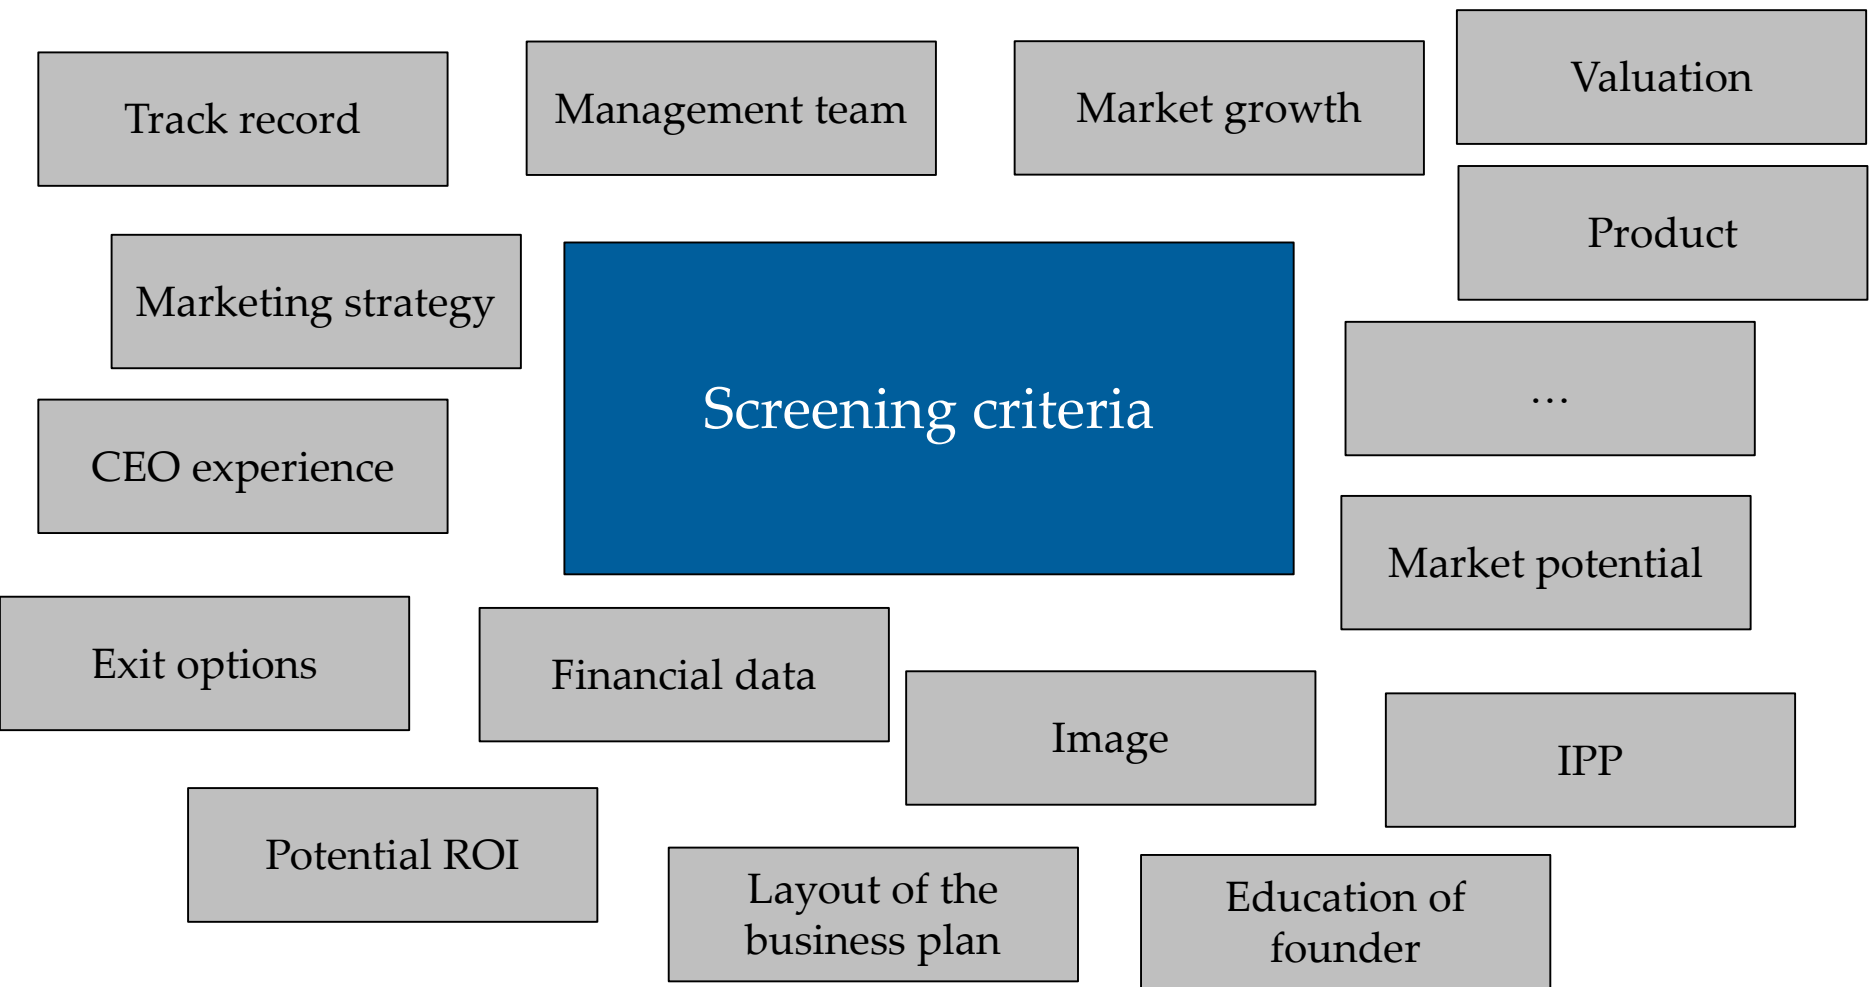 Track record
Management team
Market growth
Valuation
Product
Marketing strategy
Screening criteria
…
CEO experience
Market potential
Exit options
Financial data
Image
IPP
Potential ROI
Layout of the
business plan
Education of
founder